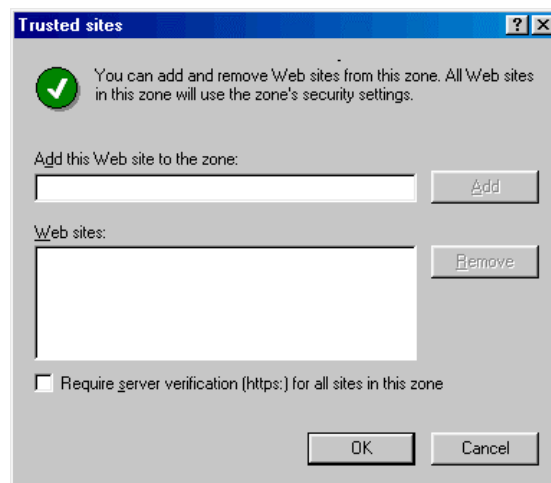 Trusted sites
You can add and remove Web sites from this zone. All Web sites
in this zone will use the zone's security settings.
Add this Web site to the zone:
Add
Web sites:
Remove
Require server verification (https:) for all sites in this zone
OK Cancel